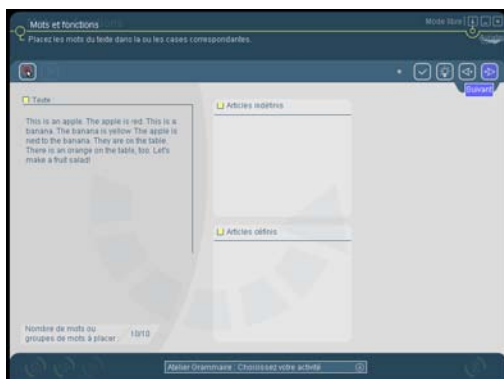 Mots et fonctions
Mode libre
Placez les mots du texte dans la ou les cases correspondantes.
Suivant
Texte
This is an apple. The apple is red. This is a
banana. The banana is yellow. The apple is
next to the banana. They are on the table.
There is an orange on the table, too. Let's
make a fruit salad!
Articles indéfinis
Articles définis
Nombre de mots ou
groupes de mots à placer : 10/10
Atelier Grammaire : Choisissez votre activité